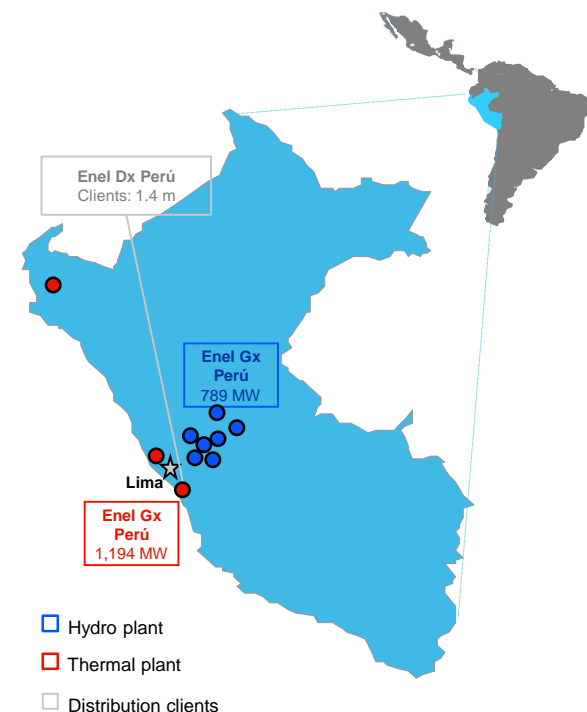 Enel Dx Perú
Clients: 1.4 m
Enel Gx
Perú
789 MW
Lima
Enel Gx
Perú
1,194 MW
Hydro plant
Thermal plant
Distribution clients